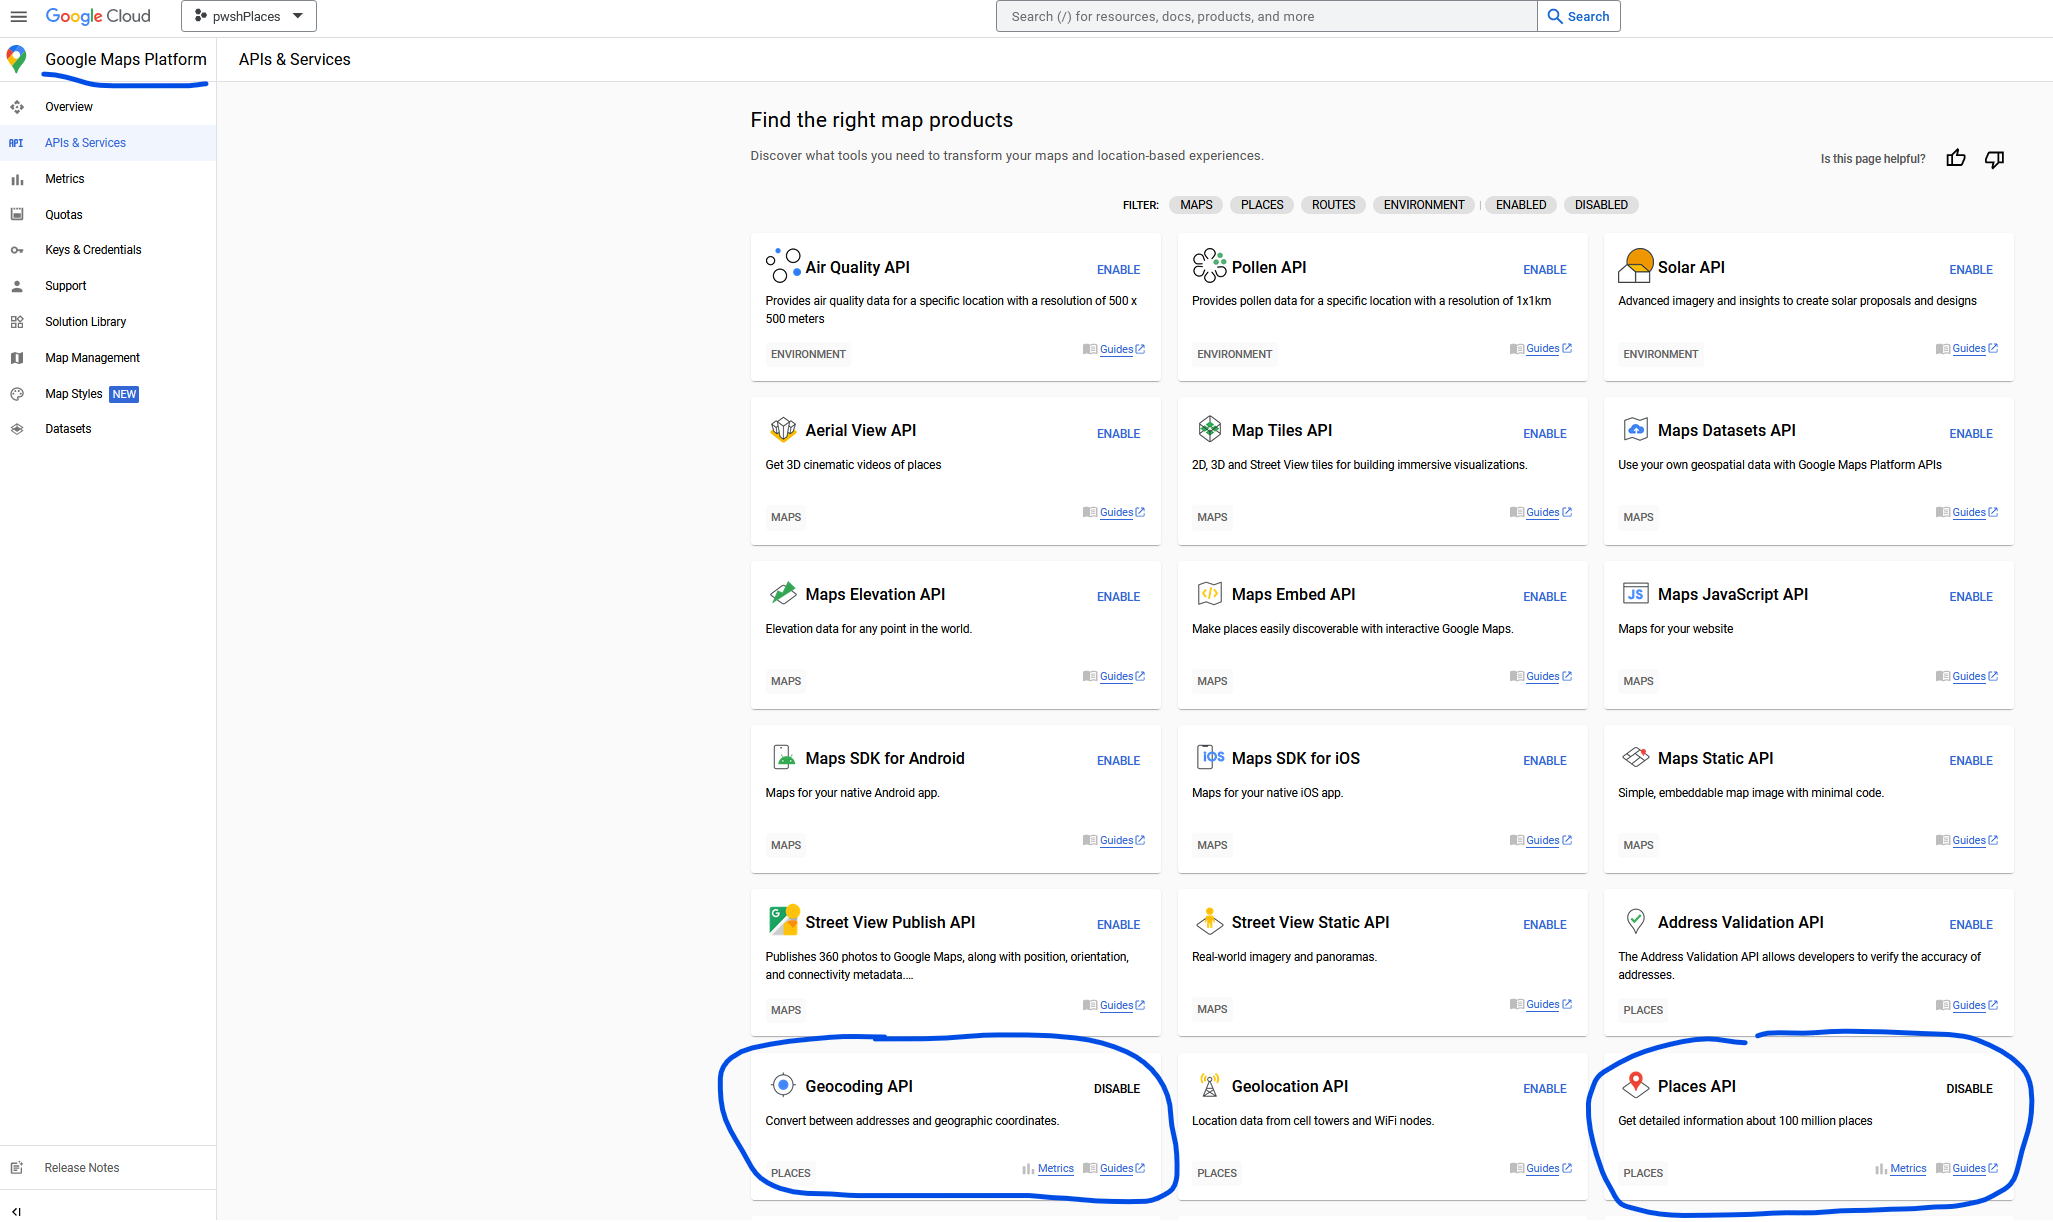 Google Cloud
pwshPlaces
Search (/) for resources, docs, products, and more
Search
Google Maps Platform
APIs & Services
Overview
API
APIs & Services
Metrics
Quotas
Keys & Credentials
Support
Solution Library
Map Management
Map Styles NEW
Datasets
Release Notes
Find the right map products
Discover what tools you need to transform your maps and location-based experiences.
Is this page helpful?
FILTER: MAPS PLACES ROUTES ENVIRONMENT | ENABLED DISABLED
Air Quality API ENABLE
Provides air quality data for a specific location with a resolution of 500 x
500 meters
ENVIRONMENT Guides
Pollen API ENABLE
Provides pollen data for a specific location with a resolution of 1x1km
ENVIRONMENT Guides
Solar API ENABLE
Advanced imagery and insights to create solar proposals and designs
ENVIRONMENT Guides
Aerial View API ENABLE
Get 3D cinematic videos of places
MAPS Guides
Map Tiles API ENABLE
2D, 3D and Street View tiles for building immersive visualizations.
MAPS Guides
Maps Datasets API ENABLE
Use your own geospatial data with Google Maps Platform APIs
MAPS Guides
Maps Elevation API ENABLE
Elevation data for any point in the world.
MAPS Guides
Maps Embed API ENABLE
Make places easily discoverable with interactive Google Maps.
MAPS Guides
JS Maps JavaScript API ENABLE
Maps for your website
MAPS Guides
Maps SDK for Android ENABLE
Maps for your native Android app.
MAPS Guides
iOS Maps SDK for iOS ENABLE
Maps for your native iOS app.
MAPS Guides
Maps Static API ENABLE
Simple, embeddable map image with minimal code.
MAPS Guides
G Street View Publish API ENABLE
Publishes 360 photos to Google Maps, along with position, orientation,
and connectivity metadata....
MAPS Guides
Street View Static API ENABLE
Real-world imagery and panoramas.
MAPS Guides
Address Validation API ENABLE
The Address Validation API allows developers to verify the accuracy of
addresses.
PLACES Guides
Geocoding API DISABLE
Convert between addresses and geographic coordinates.
PLACES Metrics Guides
Geolocation API ENABLE
Location data from cell towers and WiFi nodes.
PLACES Guides
Places API DISABLE
Get detailed information about 100 million places
PLACES Metrics Guides